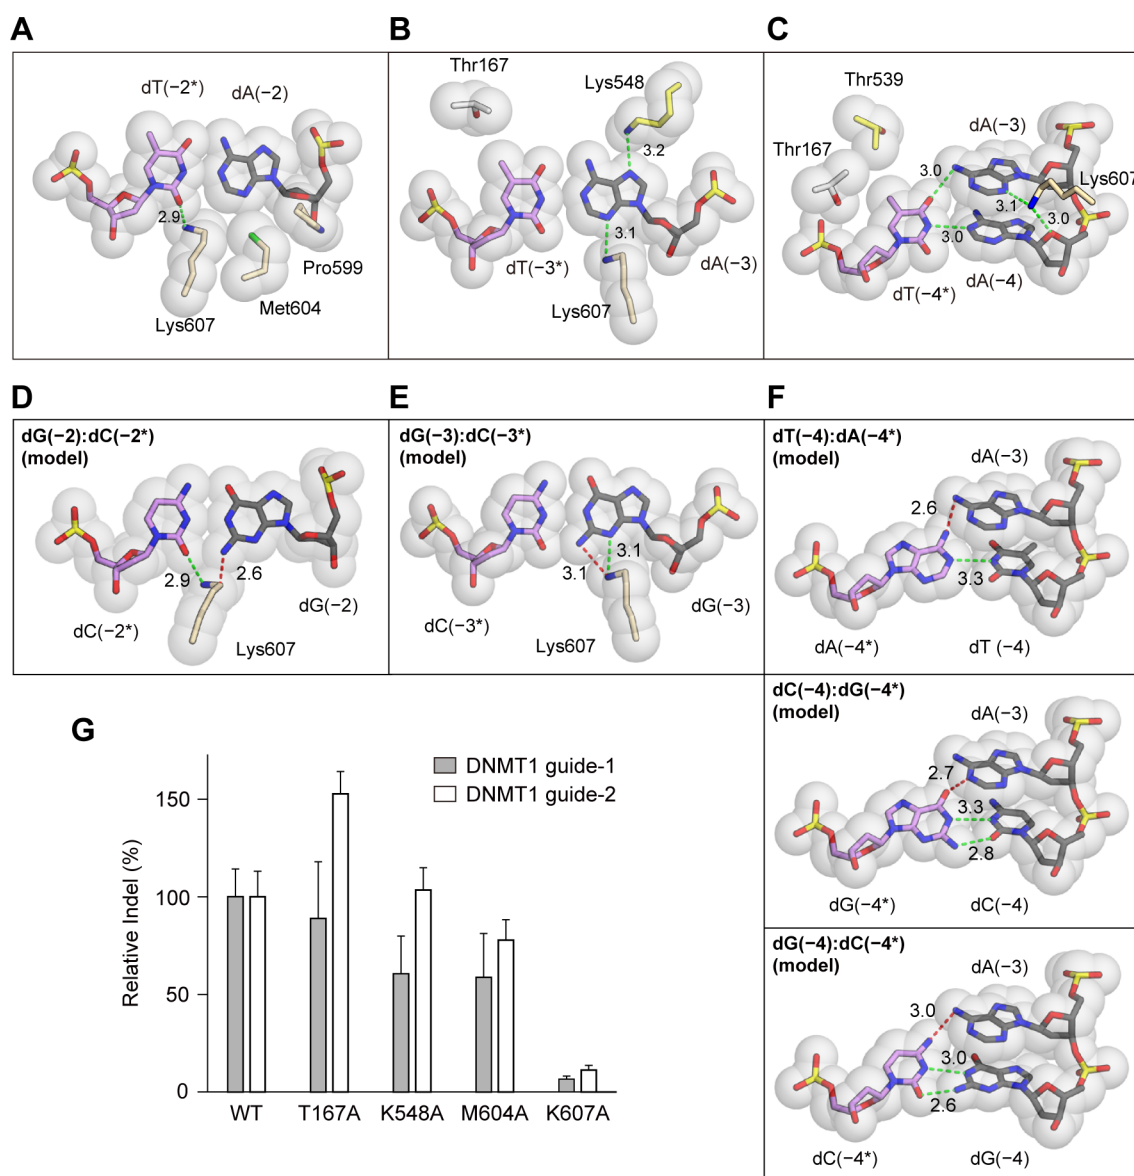 A
dT(−2*)
dA(−2)
2.9
Pro599
Met604
Lys607
B
Thr167
Lys548
3.2
3.1
dT(−3*)
dA(−3)
Lys607
C
Thr539
dA(−3)
Thr167
Lys607
3.0
3.1
3.0
3.0
dT(−4*)
dA(−4)
D
dG(−2):dC(−2*)
(model)
2.9
2.6
dG(−2)
dC(−2*)
Lys607
E
dG(−3):dC(−3*)
(model)
3.1
3.1
dG(−3)
dC(−3*)
Lys607
F
dT(−4):dA(−4*)
(model)
dA(−3)
2.6
3.3
dA(−4*)
dT (−4)
dC(−4):dG(−4*)
(model)
dA(−3)
2.7
3.3
2.8
dG(−4*)
dC(−4)
dG(−4):dC(−4*)
(model)
dA(−3)
3.0
3.0
2.6
dC(−4*)
dG(−4)
G
DNMT1 guide-1
DNMT1 guide-2
Relative Indel (%)
150
100
50
0
WT
T167A
K548A
M604A
K607A